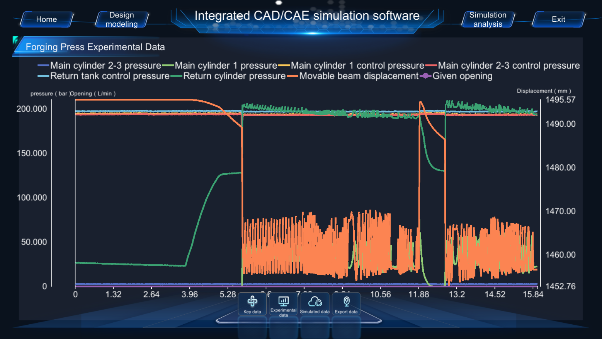 Home
Design modeling
Integrated CAD/CAE simulation software
Simulation analysis
Exit
Forging Press Experimental Data
Main cylinder 2-3 pressure Main cylinder 1 pressure Main cylinder 1 control pressure Main cylinder 2-3 control pressure
Return tank control pressure Return cylinder pressure Movable beam displacement Given opening
pressure ( bar )Opening ( L/min )
Displacement ( mm )
200.000
150.000
100.000
50.000
0
1495.57
1490.00
1480.00
1470.00
1460.00
1452.76
0 1.32 2.64 3.96 5.28 10.56 11.88 13.2 14.52 15.84
Key data
Experimental data
Simulated data
Export data